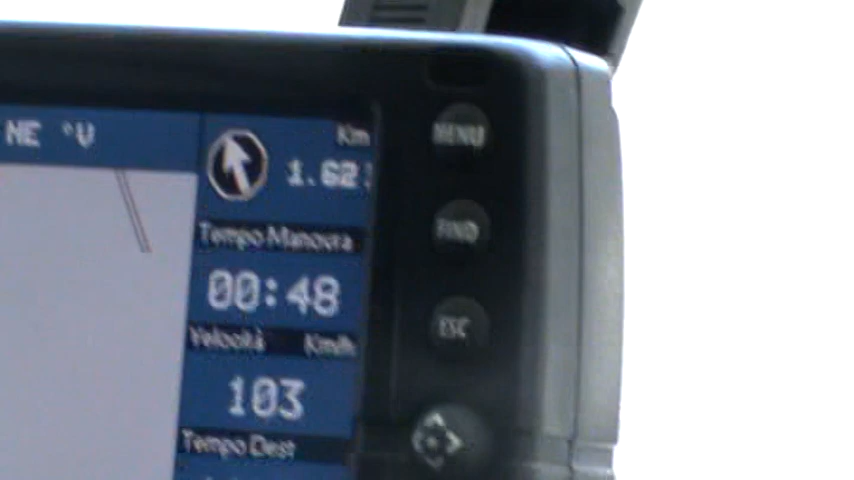 NE °V
Km
1.62
Tempo Manovra
00:48
Velocità Km/h
103
Tempo Dest
MENU
FIND
ESC